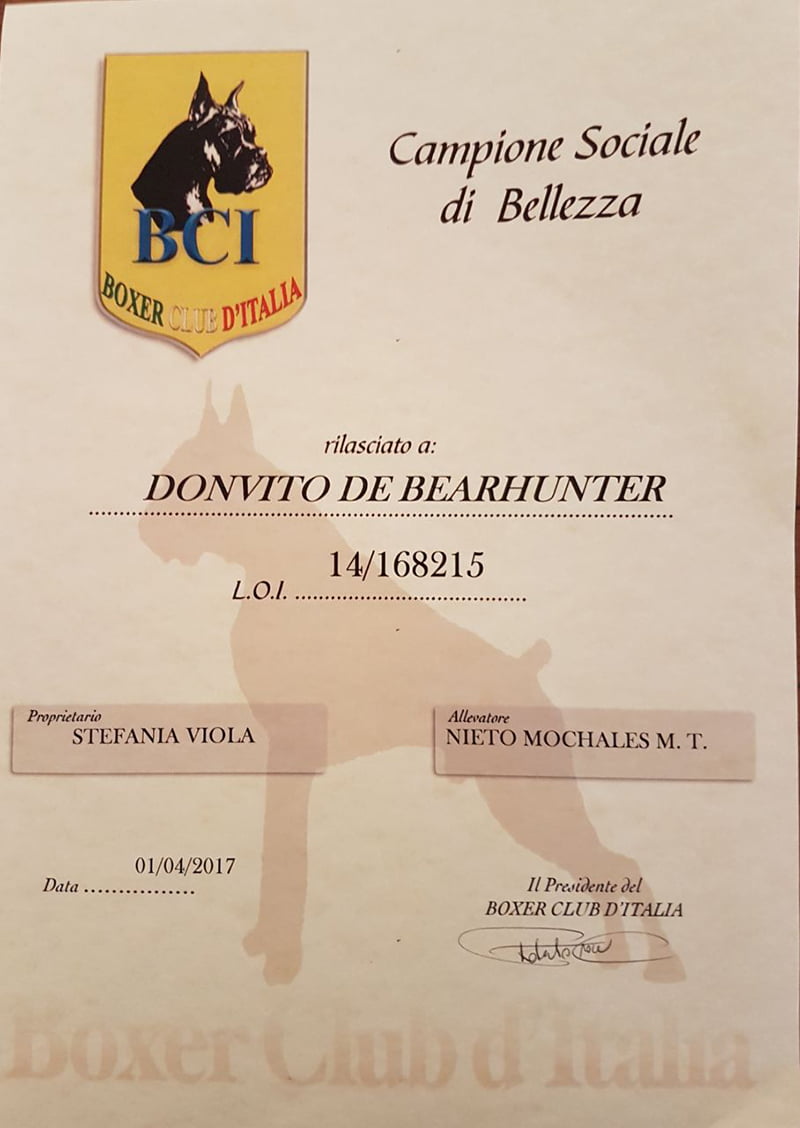 BCI
BOXER CLUB D'ITALIA
Campione Sociale
di Bellezza
rilasciato a:
DONVITO DE BEARHUNTER
14/168215
L.O.I.
Proprietario
STEFANIA VIOLA
Allevatore
NIETO MOCHALES M. T.
01/04/2017
Data
Il Presidente del
BOXER CLUB D'ITALIA
Boxer Club d'Italia